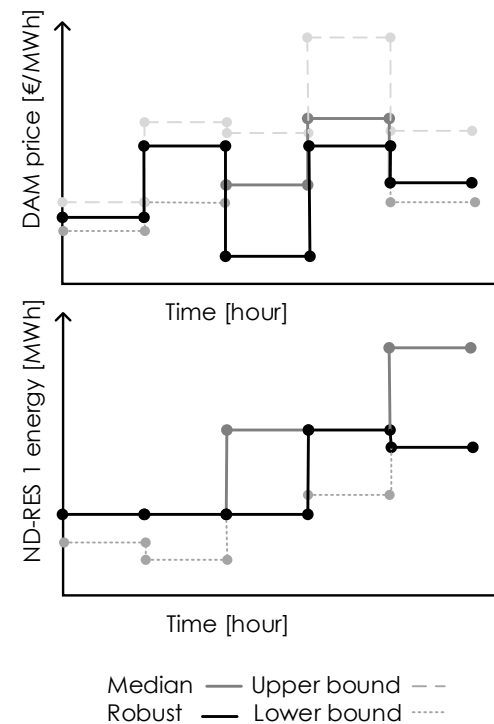 DAM price [€/MWh]
Time [hour]
ND-RES 1 energy [MWh]
Time [hour]
Median Upper bound
Robust Lower bound